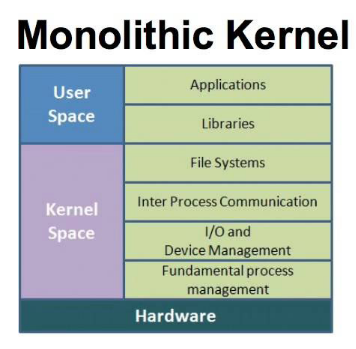 Monolithic Kernel
User
Space
Applications
Libraries
Kernel
Space
File Systems
Inter Process Communication
I/O and
Device Management
Fundamental process
management
Hardware